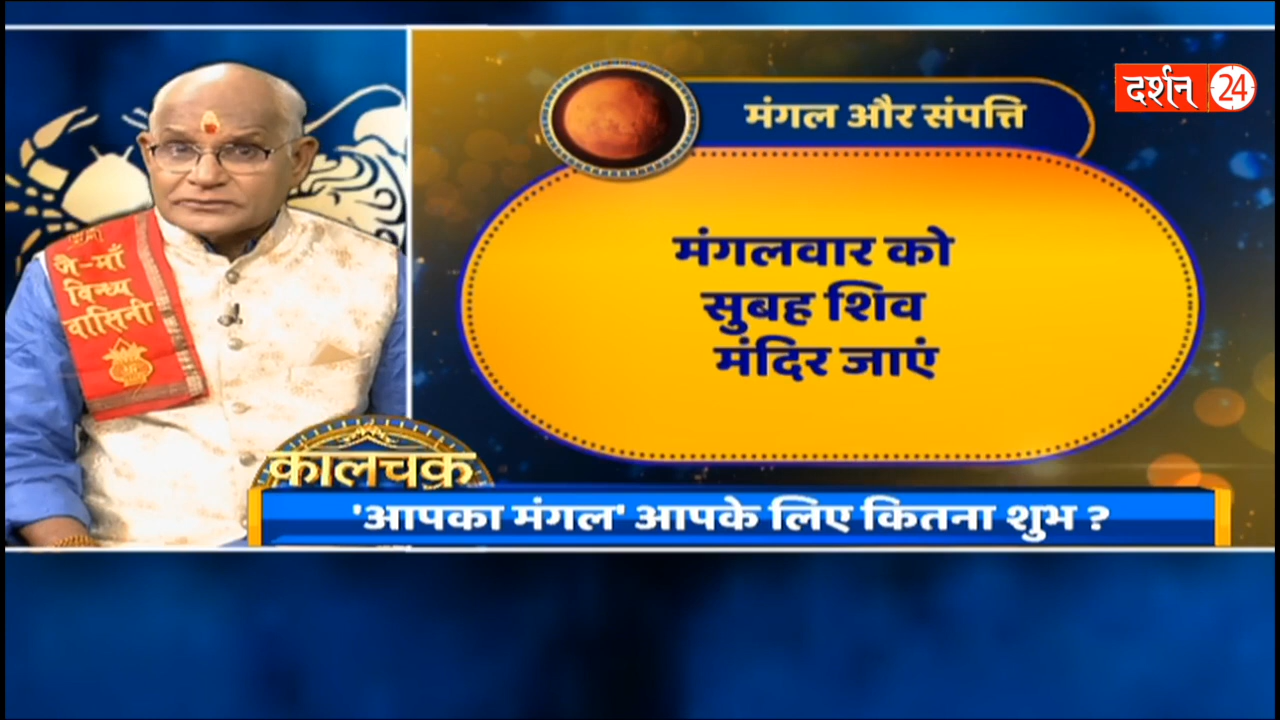 दर्शन 24
मंगल और संपत्ति
मंगलवार को
सुबह शिव
मंदिर जाएं
जै-माँ
विन्ध्य
वासिनी
कालचक्र
'आपका मंगल' आपके लिए कितना शुभ ?